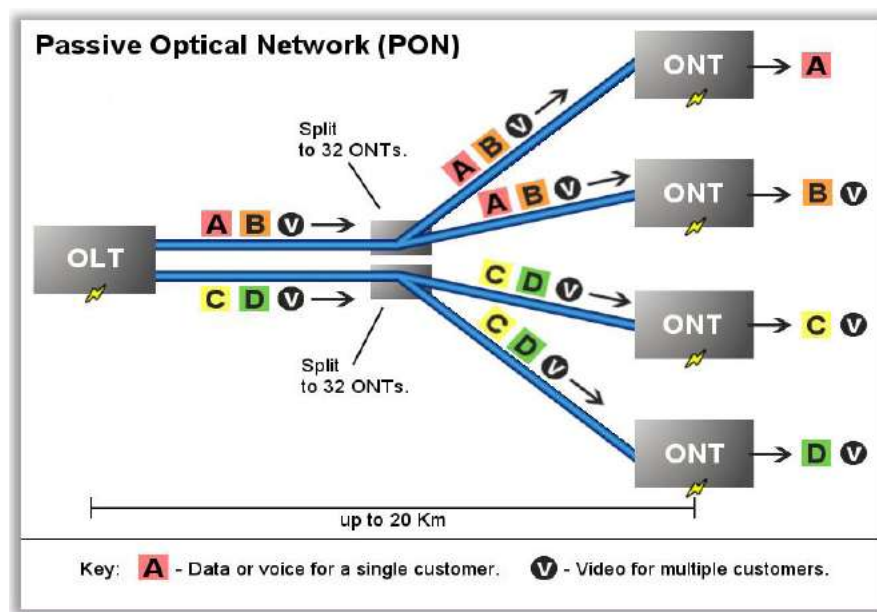 Passive Optical Network (PON)
ONT
A
Split
to 32 ONTs.
A B V
A B V
ONT
B V
A B V
OLT
C D V
C D V
ONT
C V
C D V
Split
to 32 ONTs.
ONT
D V
up to 20 Km
Key: A - Data or voice for a single customer. V - Video for multiple customers.